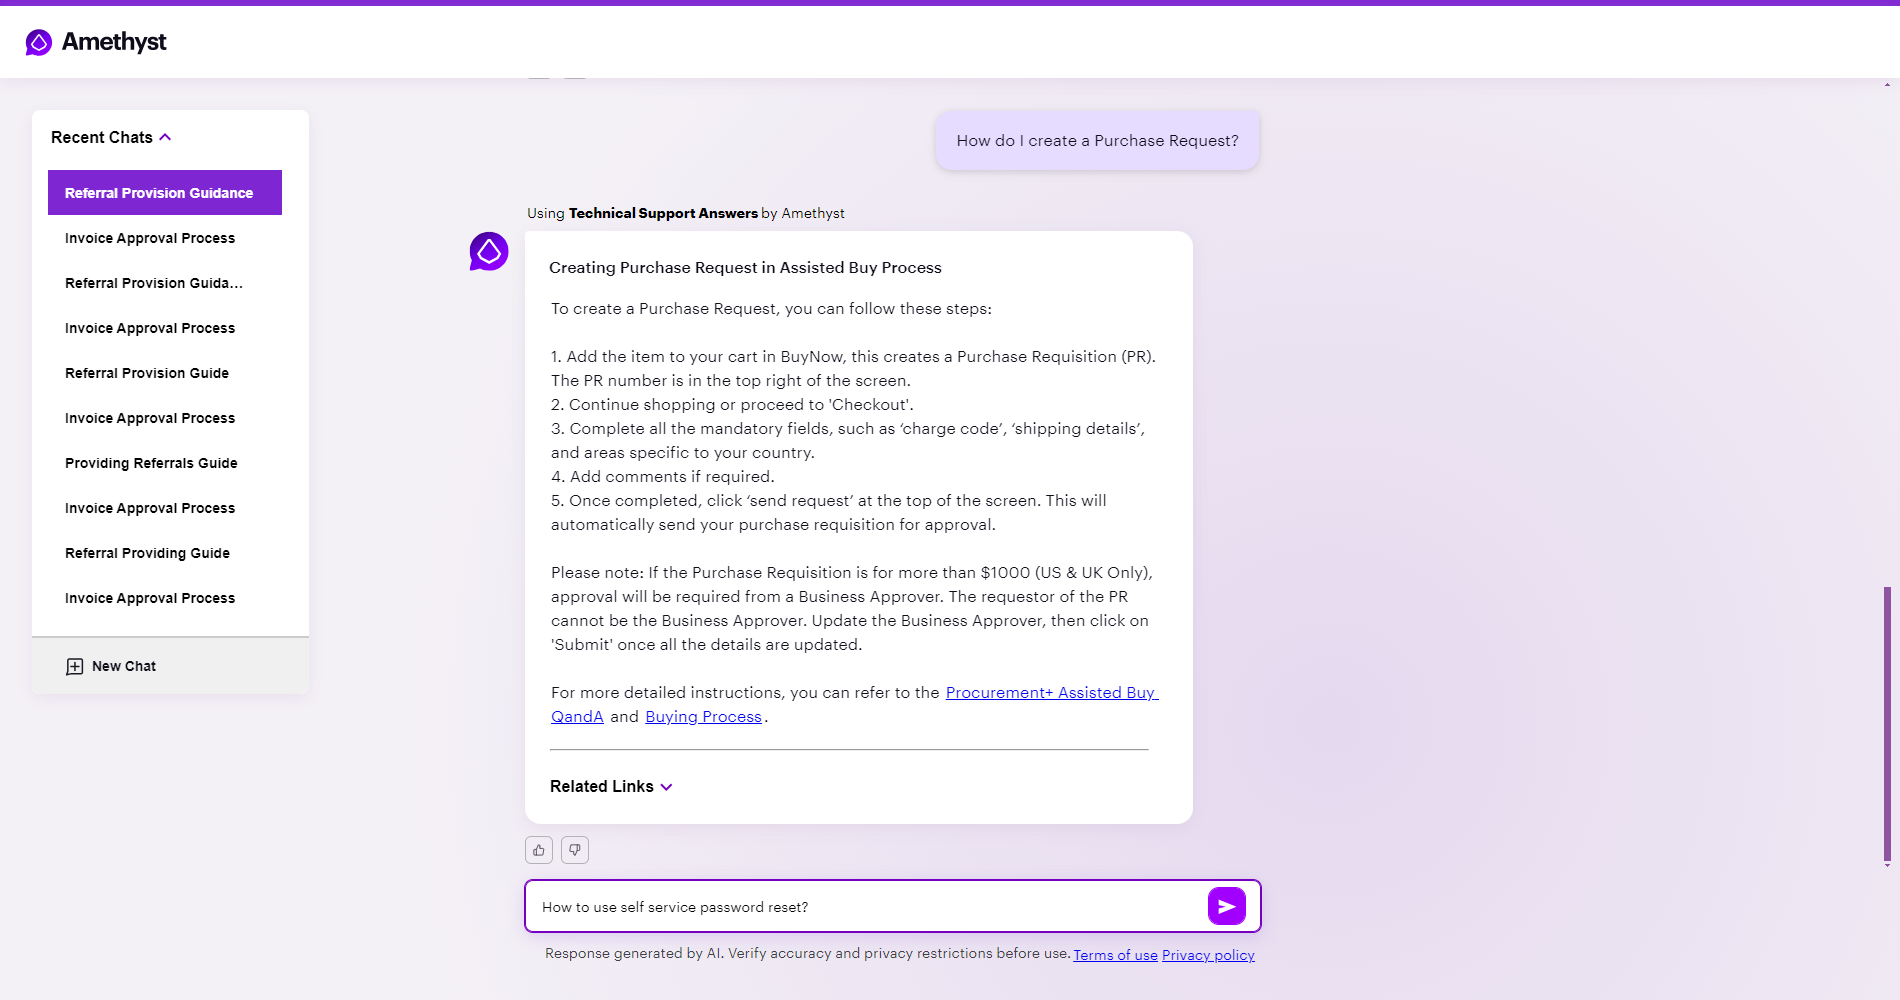 Amethyst
Recent Chats
Referral Provision Guidance
Invoice Approval Process
Referral Provision Guida...
Invoice Approval Process
Referral Provision Guide
Invoice Approval Process
Providing Referrals Guide
Invoice Approval Process
Referral Providing Guide
Invoice Approval Process
New Chat
How do I create a Purchase Request?
Using Technical Support Answers by Amethyst
Creating Purchase Request in Assisted Buy Process
To create a Purchase Request, you can follow these steps:
1. Add the item to your cart in BuyNow, this creates a Purchase Requisition (PR).
The PR number is in the top right of the screen.
2. Continue shopping or proceed to 'Checkout'.
3. Complete all the mandatory fields, such as ‘charge code’, ‘shipping details’,
and areas specific to your country.
4. Add comments if required.
5. Once completed, click ‘send request’ at the top of the screen. This will
automatically send your purchase requisition for approval.
Please note: If the Purchase Requisition is for more than $1000 (US & UK Only),
approval will be required from a Business Approver. The requestor of the PR
cannot be the Business Approver. Update the Business Approver, then click on
'Submit' once all the details are updated.
For more detailed instructions, you can refer to the Procurement+ Assisted Buy
QandA and Buying Process.
Related Links
How to use self service password reset?
Response generated by AI. Verify accuracy and privacy restrictions before use. Terms of use Privacy policy